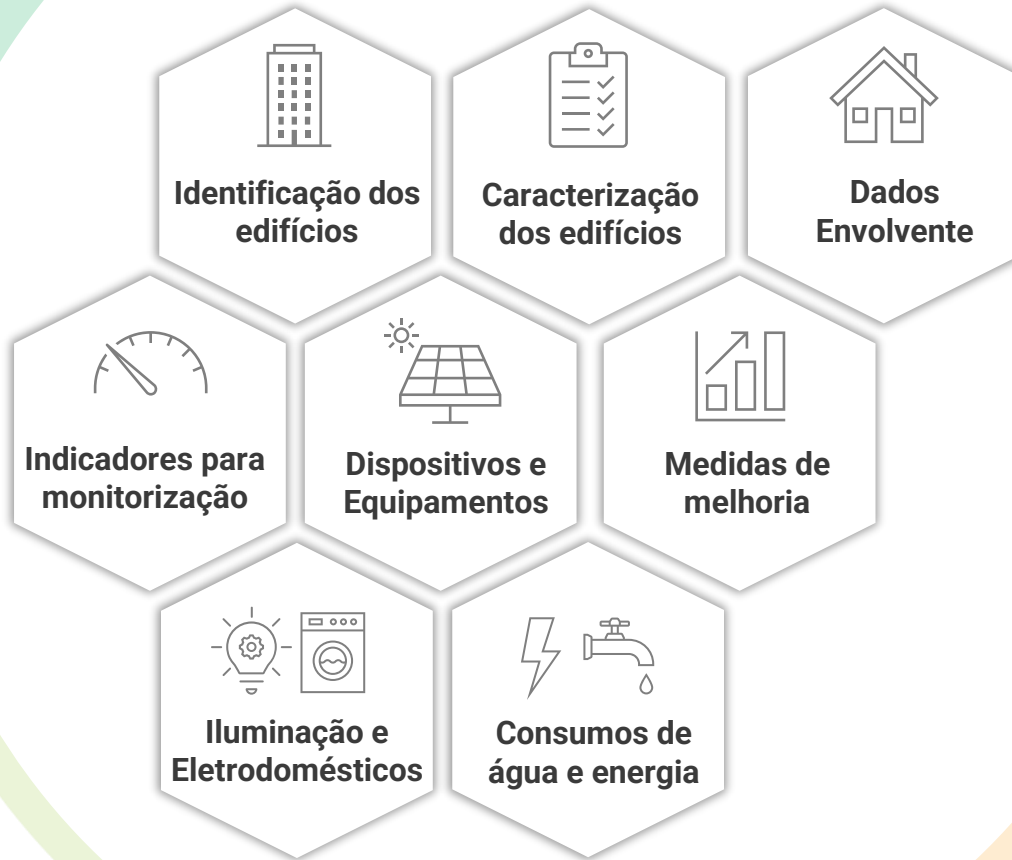 Identificação dos
edifícios
Caracterização
dos edifícios
Dados
Envolvente
Indicadores para
monitorização
Dispositivos e
Equipamentos
Medidas de
melhoria
Iluminação e
Eletrodomésticos
Consumos de
água e energia